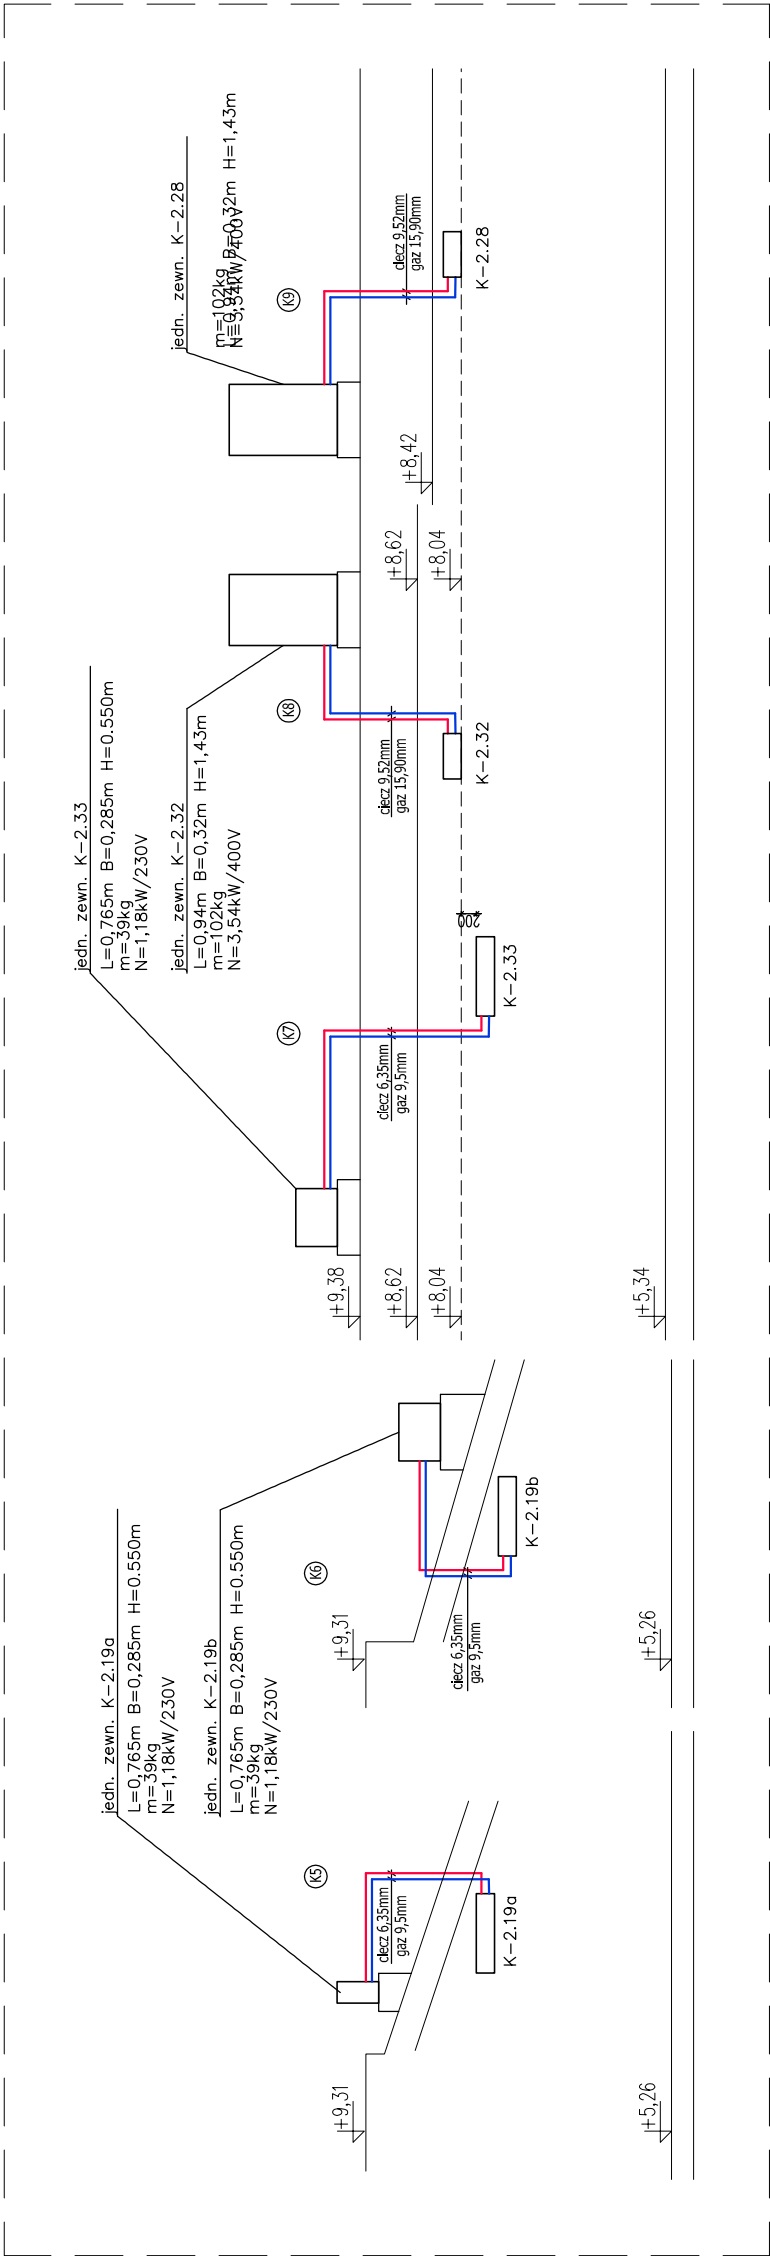 jedn. zewn. K-2.19a
L=0,765m B=0,285m H=0.550m
m=39kg
N=1,18kW/230V
jedn. zewn. K-2.19b
L=0,765m B=0,285m H=0.550m
m=39kg
N=1,18kW/230V
K5
ciecz 6,35mm
gaz 9,5mm
K-2.19a
+9,31
+5,26
K6
ciecz 6,35mm
gaz 9,5mm
K-2.19b
+9,31
+5,26
jedn. zewn. K-2.33
L=0,765m B=0,285m H=0.550m
m=39kg
N=1,18kW/230V
jedn. zewn. K-2.32
L=0,94m B=0,32m H=1,43m
m=102kg
N=3,54kW/400V
K7
ciecz 6,35mm
gaz 9,5mm
K-2.33
200
+9,38
+8,62
+8,04
+5,34
K8
ciecz 9,52mm
gaz 15,90mm
K-2.32
+8,62
+8,04
+8,42
jedn. zewn. K-2.28
m=102kg
L=0,94m B=0,32m H=1,43m
N=3,54kW/400V
K9
ciecz 9,52mm
gaz 15,90mm
K-2.28